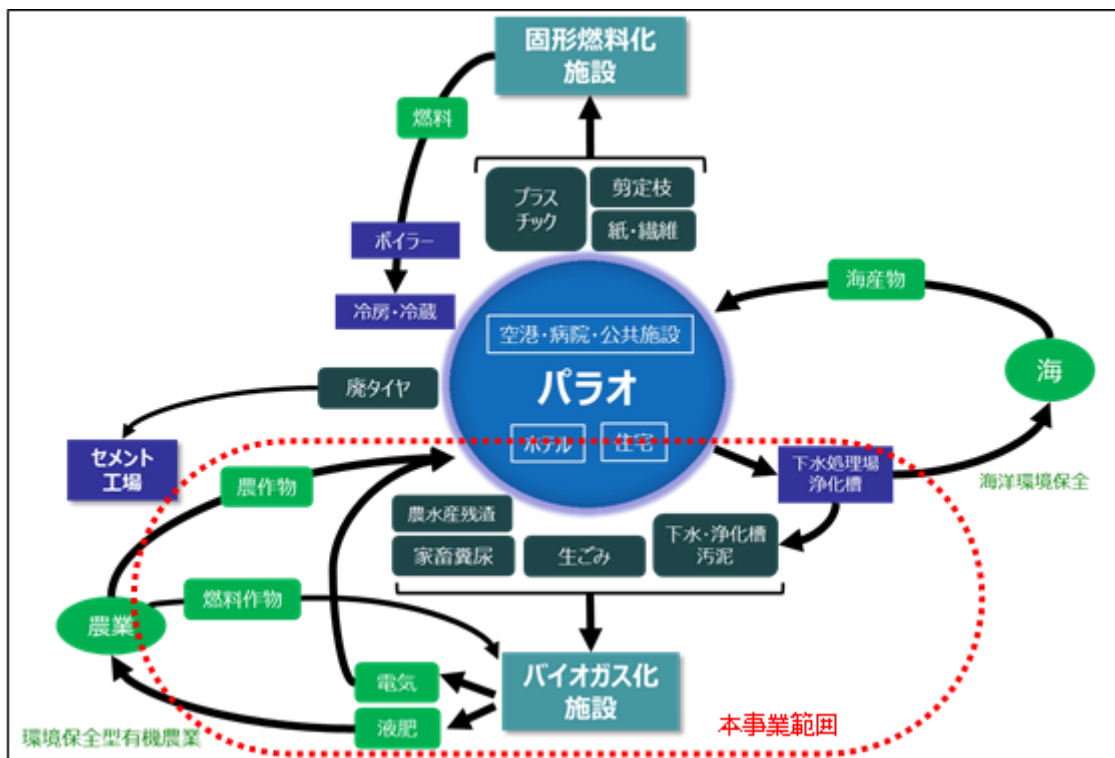 固形燃料化
施設
燃料
プラス
チック
剪定枝
紙・繊維
ボイラー
冷房・冷蔵
海産物
空港・病院・公共施設
パラオ
海
廃タイヤ
ホテル
住宅
セメント
工場
農作物
下水処理場
浄化槽
海洋環境保全
農水産残渣
家畜糞尿
生ごみ
下水・浄化槽
汚泥
燃料作物
農業
電気
液肥
バイオガス化
施設
本事業範囲
環境保全型有機農業